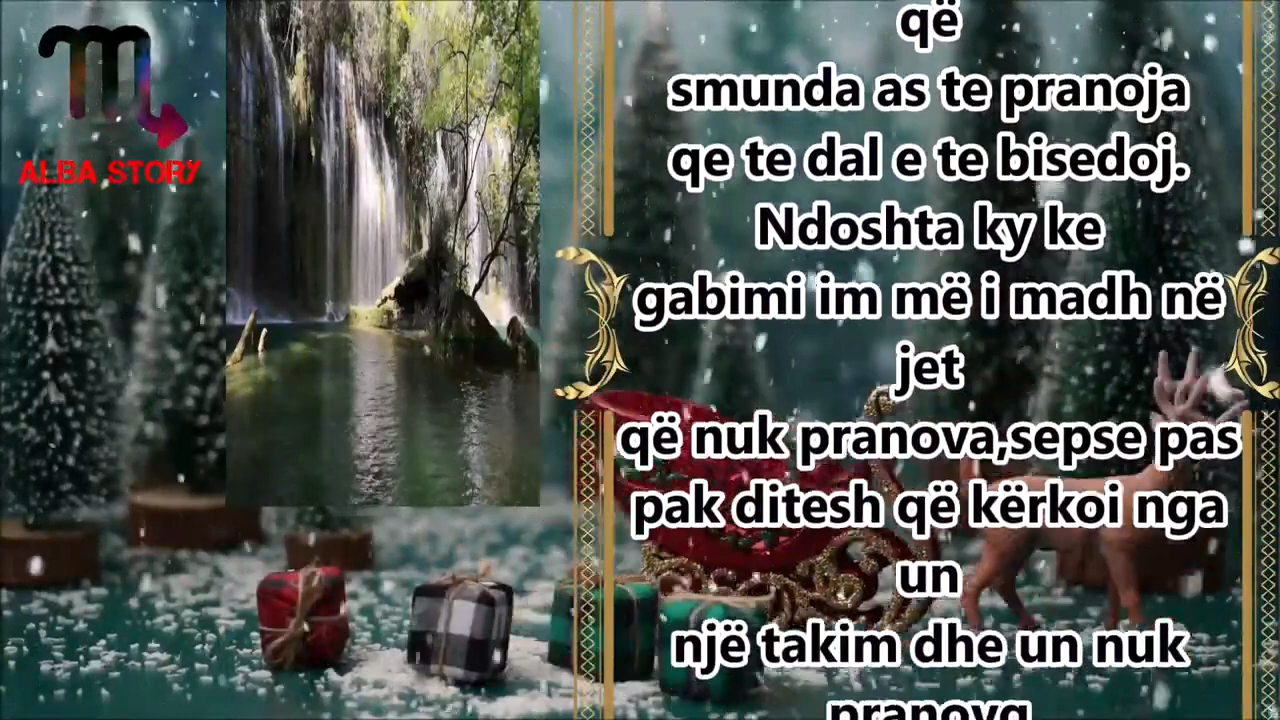 ALBA STORY
që
smunda as te pranoja
qe te dal e te bisedoj.
Ndoshta ky ke
gabimi im më i madh në
jet
që nuk pranova,sepse pas
pak ditesh që kërkoi nga
un
një takim dhe un nuk